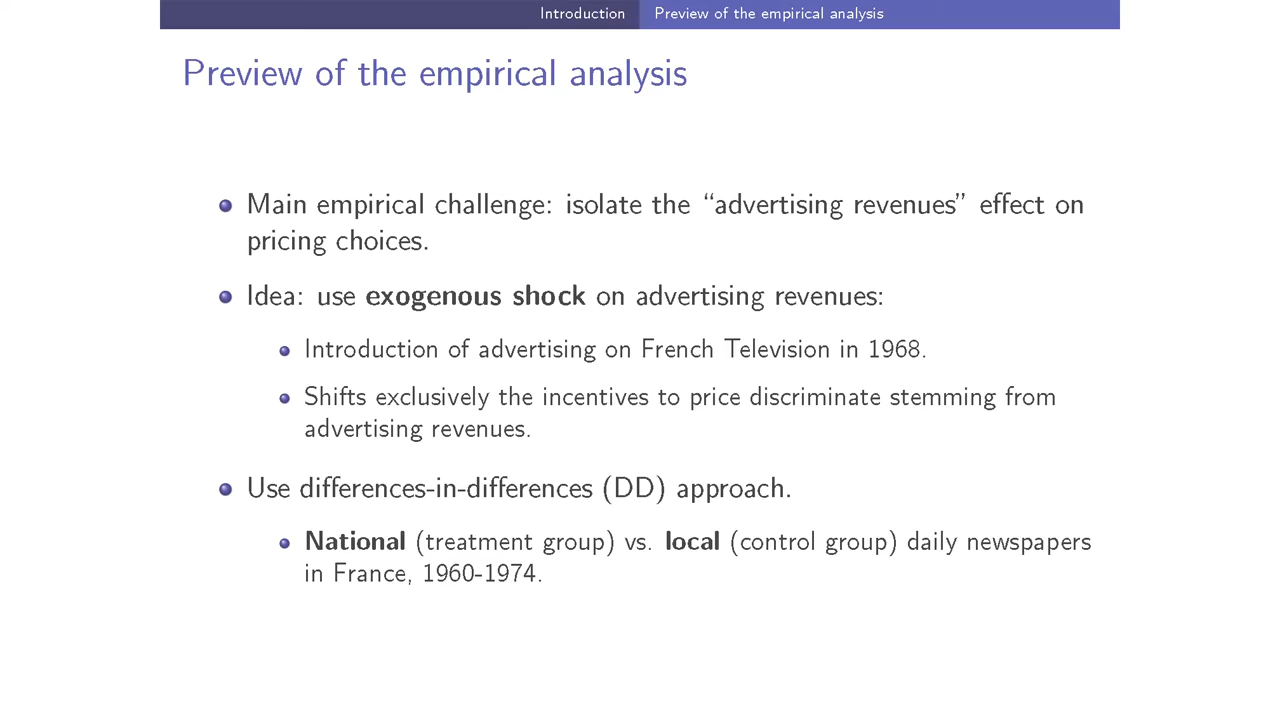 Introduction Preview of the empirical analysis
Preview of the empirical analysis
Main empirical challenge: isolate the “advertising revenues” effect on
pricing choices.
Idea: use exogenous shock on advertising revenues:
Introduction of advertising on French Television in 1968.
Shifts exclusively the incentives to price discriminate stemming from
advertising revenues.
Use differences-in-differences (DD) approach.
National (treatment group) vs. local (control group) daily newspapers
in France, 1960-1974.